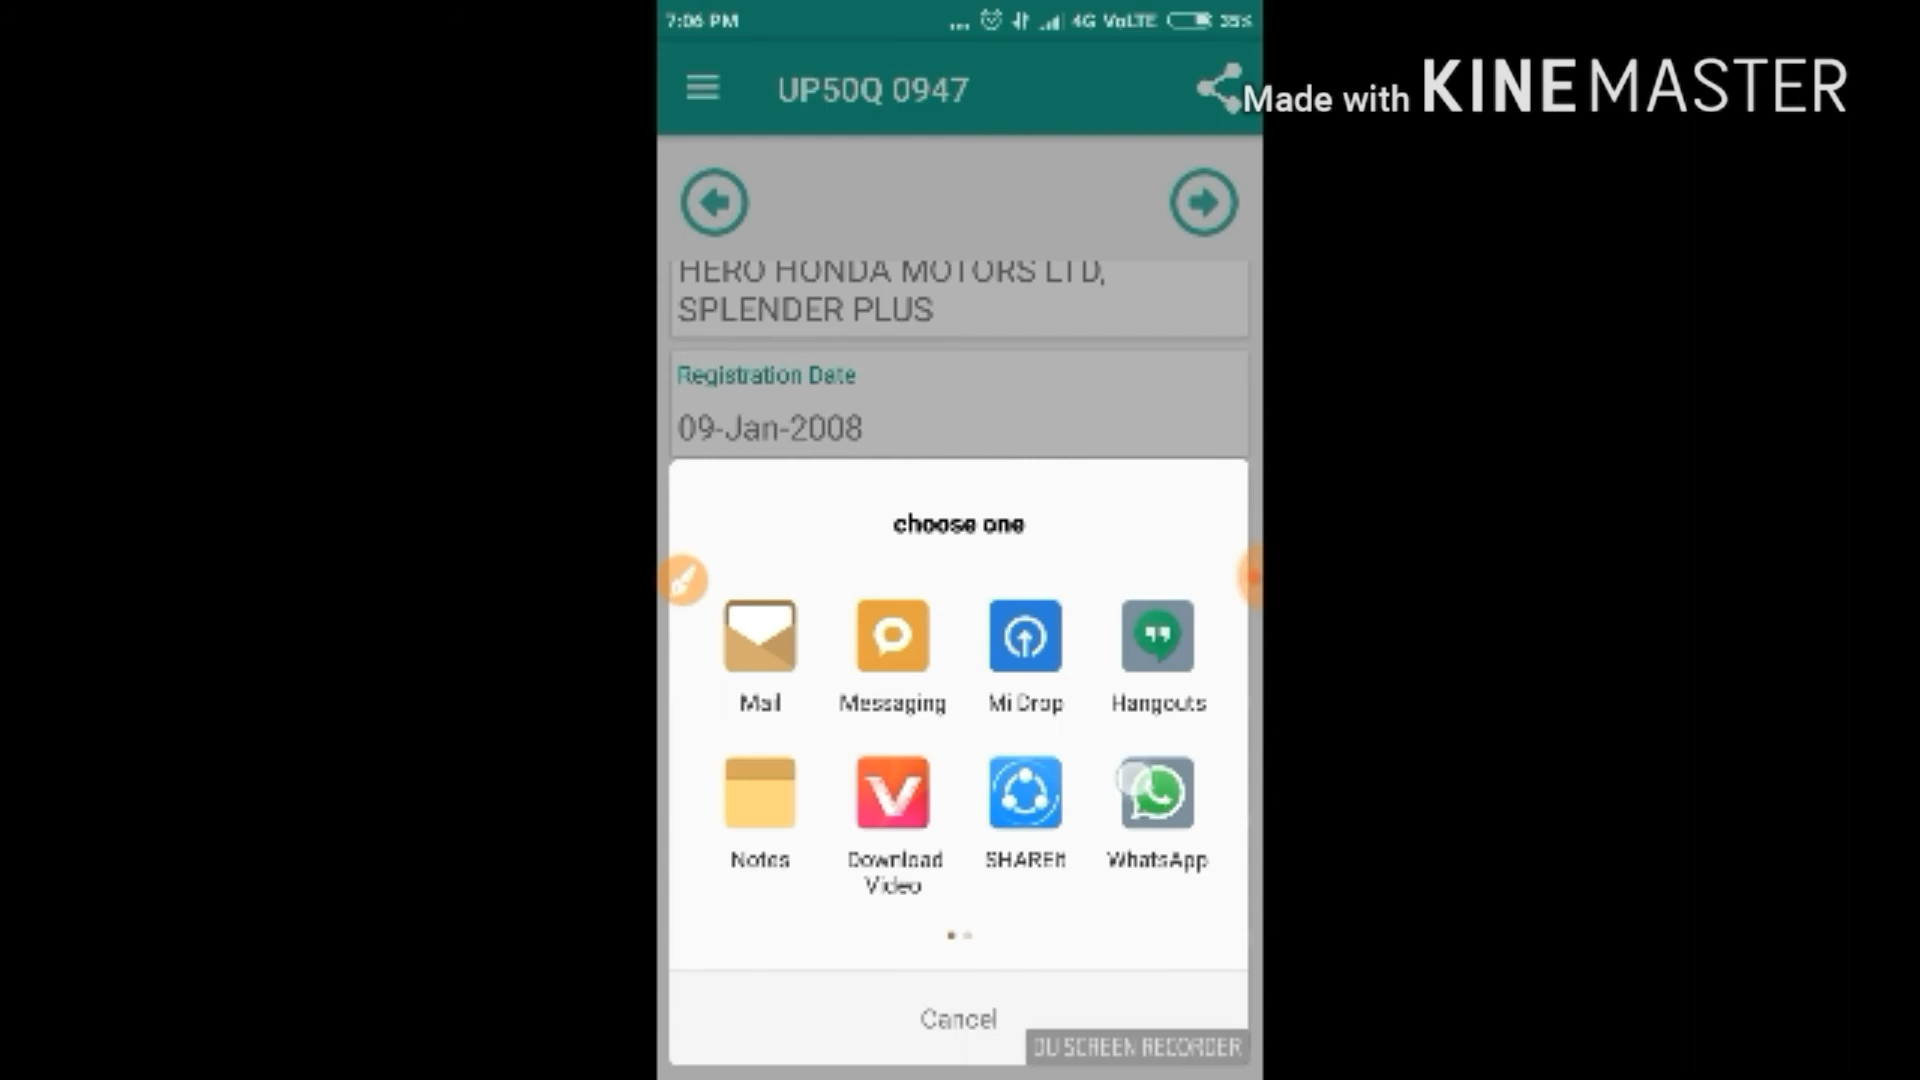 7:06 PM
... 4G VoLTE 35%
UP50Q 0947
Made with KINEMASTER
HERO HONDA MOTORS LTD,
SPLENDER PLUS
Registration Date
09-Jan-2008
choose one
Mail Messaging Mi Drop Hangouts
Notes Download Video SHAREit WhatsApp
Cancel
DU SCREEN RECORDER